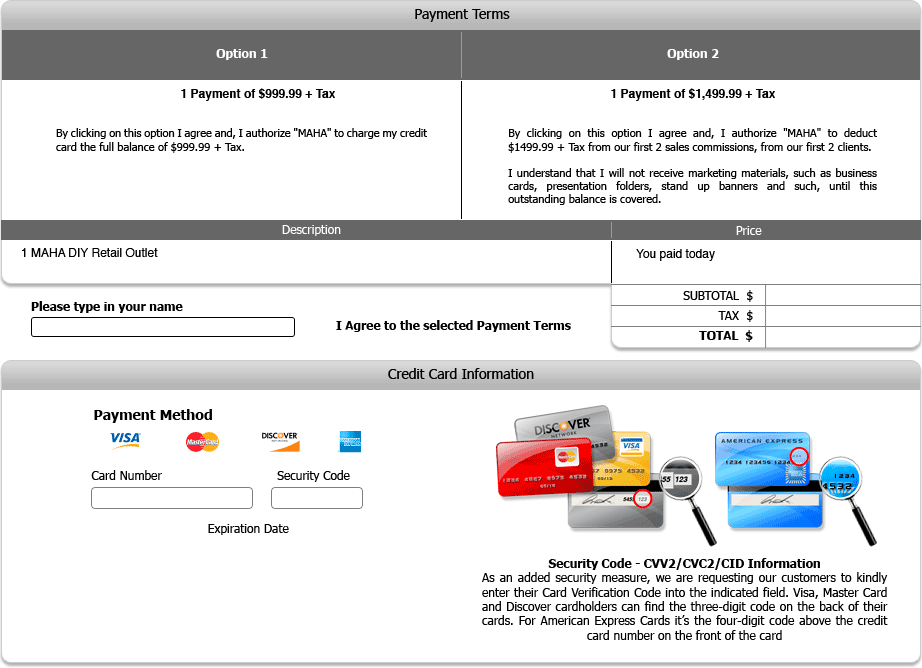 Payment Terms
Option 1
Option 2
1 Payment of $999.99 + Tax
By clicking on this option I agree and, I authorize "MAHA" to charge my credit
card the full balance of $999.99 + Tax.
1 Payment of $1,499.99 + Tax
By clicking on this option I agree and, I authorize "MAHA" to deduct
$1499.99 + Tax from our first 2 sales commissions, from our first 2 clients.
I understand that I will not receive marketing materials, such as business
cards, presentation folders, stand up banners and such, until this
outstanding balance is covered.
Description
Price
1 MAHA DIY Retail Outlet
You paid today
SUBTOTAL $
TAX $
TOTAL $
Please type in your name
I Agree to the selected Payment Terms
Credit Card Information
Payment Method
VISA
MasterCard
DISCOVER
Card Number
Security Code
Expiration Date
DISCOVER
NETWORK
VISA
MasterCard
123
AMERICAN EXPRESS
1234
4532
Security Code - CVV2/CVC2/CID Information
As an added security measure, we are requesting our customers to kindly
enter their Card Verification Code into the indicated field. Visa, Master Card
and Discover cardholders can find the three-digit code on the back of their
cards. For American Express Cards it's the four-digit code above the credit
card number on the front of the card